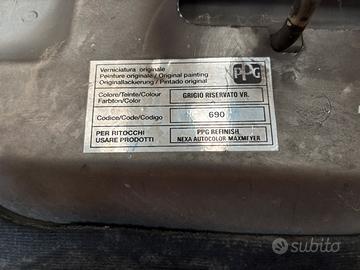 Verniciatura originale
Peinture originale/Original painting
Originallackierung/Pintado original
PPG
Colore/Teinte/Colour
Farbton/Color
GRIGIO RISERVATO VR.
Codice/Code/Codigo
690
PER RITOCCHI
USARE PRODOTTI
PPG REFINISH,
NEXA AUTOCOLOR MAXMEYER
subito